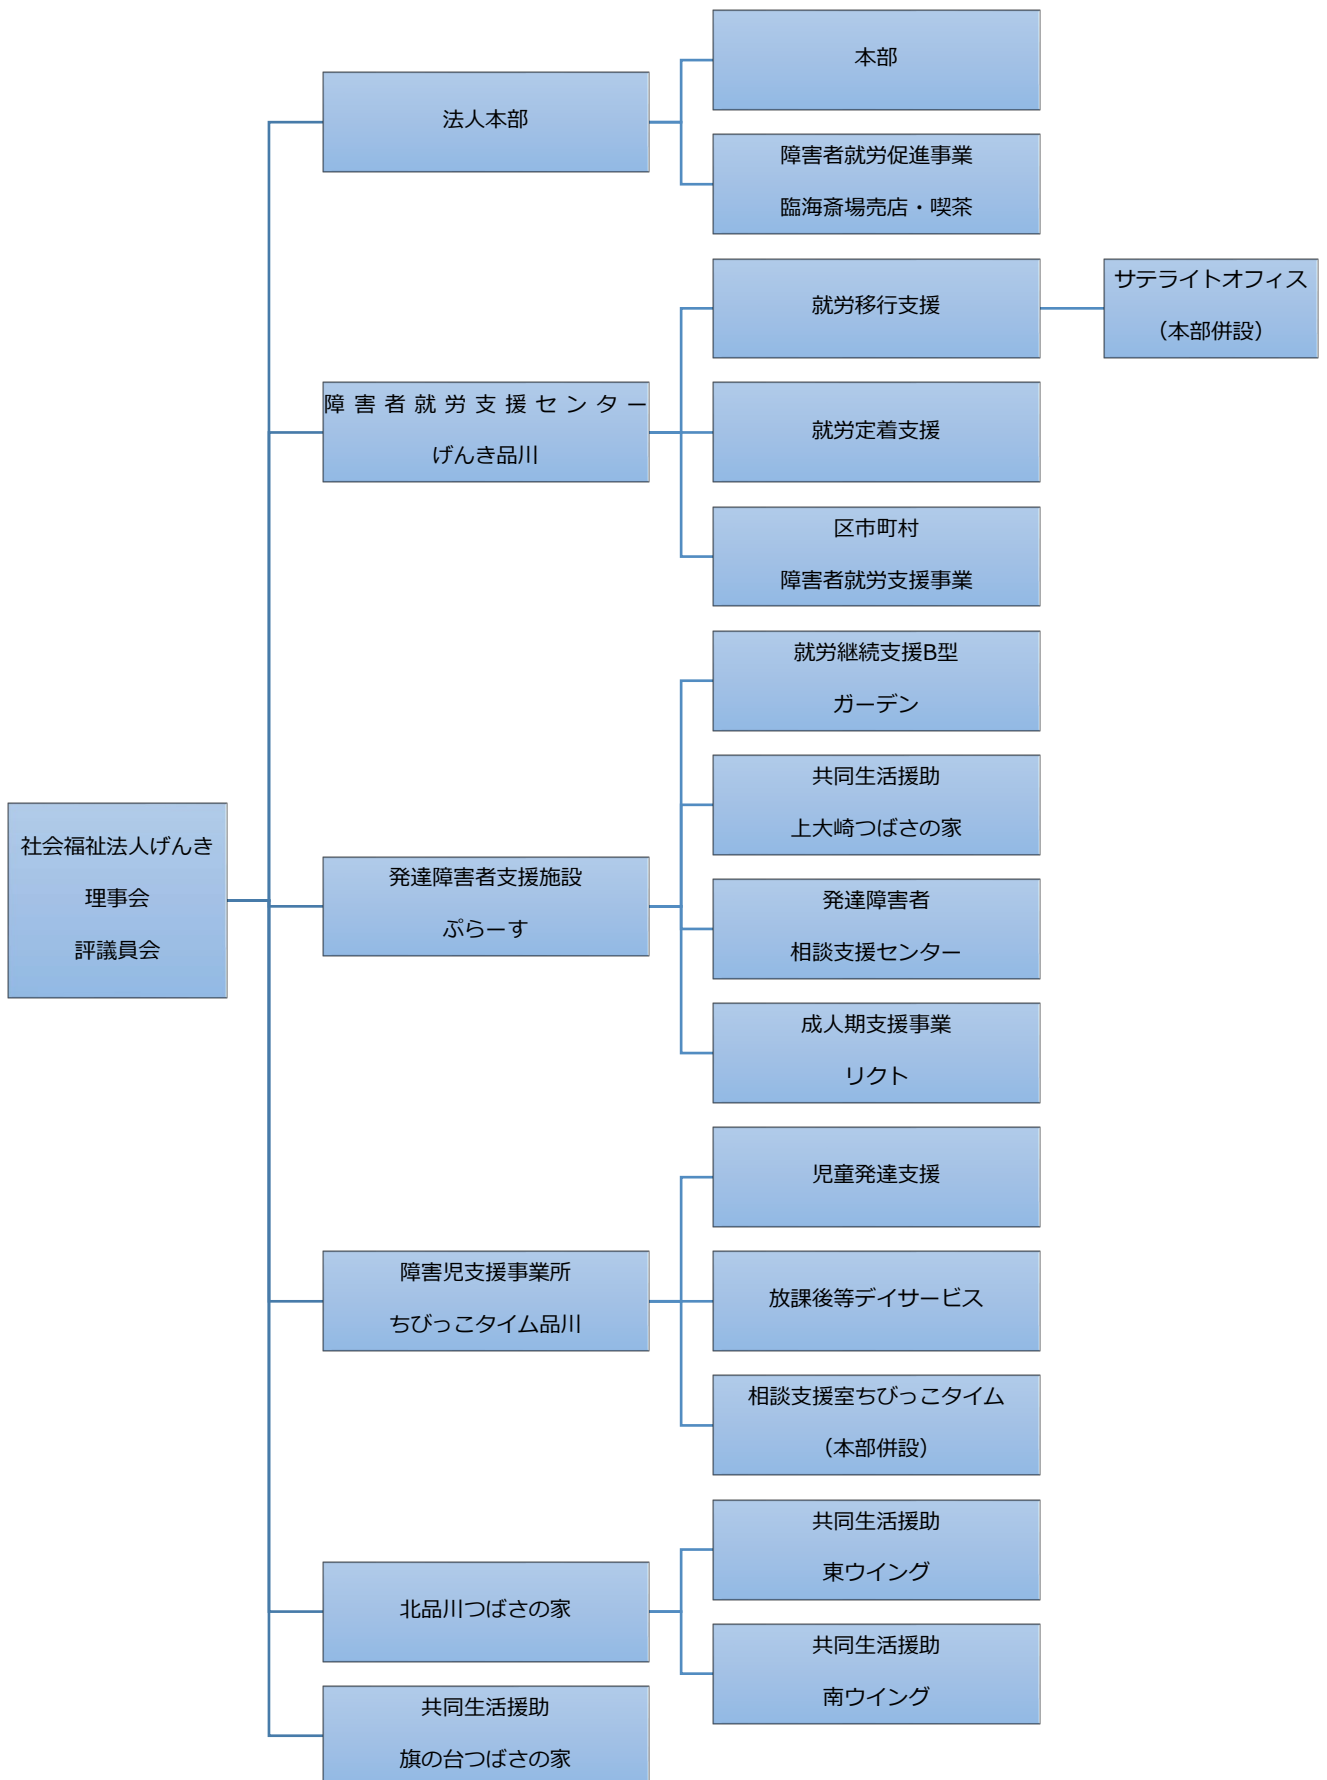 社会福祉法人げんき
理事会
評議員会
法人本部
本部
障害者就労促進事業
臨海斎場売店・喫茶
障害者就労支援センター
げんき品川
就労移行支援
サテライトオフィス
（本部併設）
就労定着支援
区市町村
障害者就労支援事業
発達障害者支援施設
ぷらーす
就労継続支援B型
ガーデン
共同生活援助
上大崎つばさの家
発達障害者
相談支援センター
成人期支援事業
リクト
障害児支援事業所
ちびっこタイム品川
児童発達支援
放課後等デイサービス
相談支援室ちびっこタイム
（本部併設）
北品川つばさの家
共同生活援助
東ウイング
共同生活援助
南ウイング
共同生活援助
旗の台つばさの家